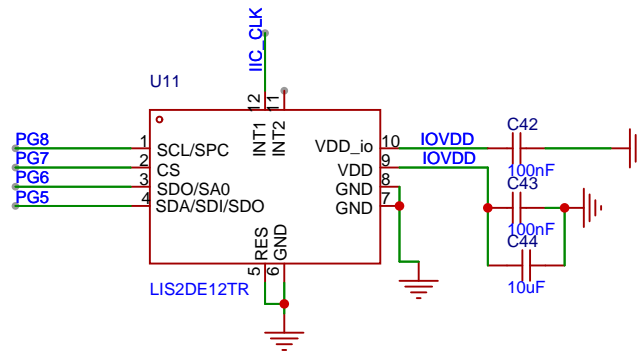 IIC_CLK
U11
12
11
INT1
INT2
PG8
1
SCL/SPC
VDD_io
10
IOVDD
C42
100nF
PG7
2
CS
VDD
9
IOVDD
PG6
3
SDO/SA0
GND
8
C43
100nF
PG5
4
SDA/SDI/SDO
GND
7
C44
10uF
RES
GND
5
6
LIS2DE12TR